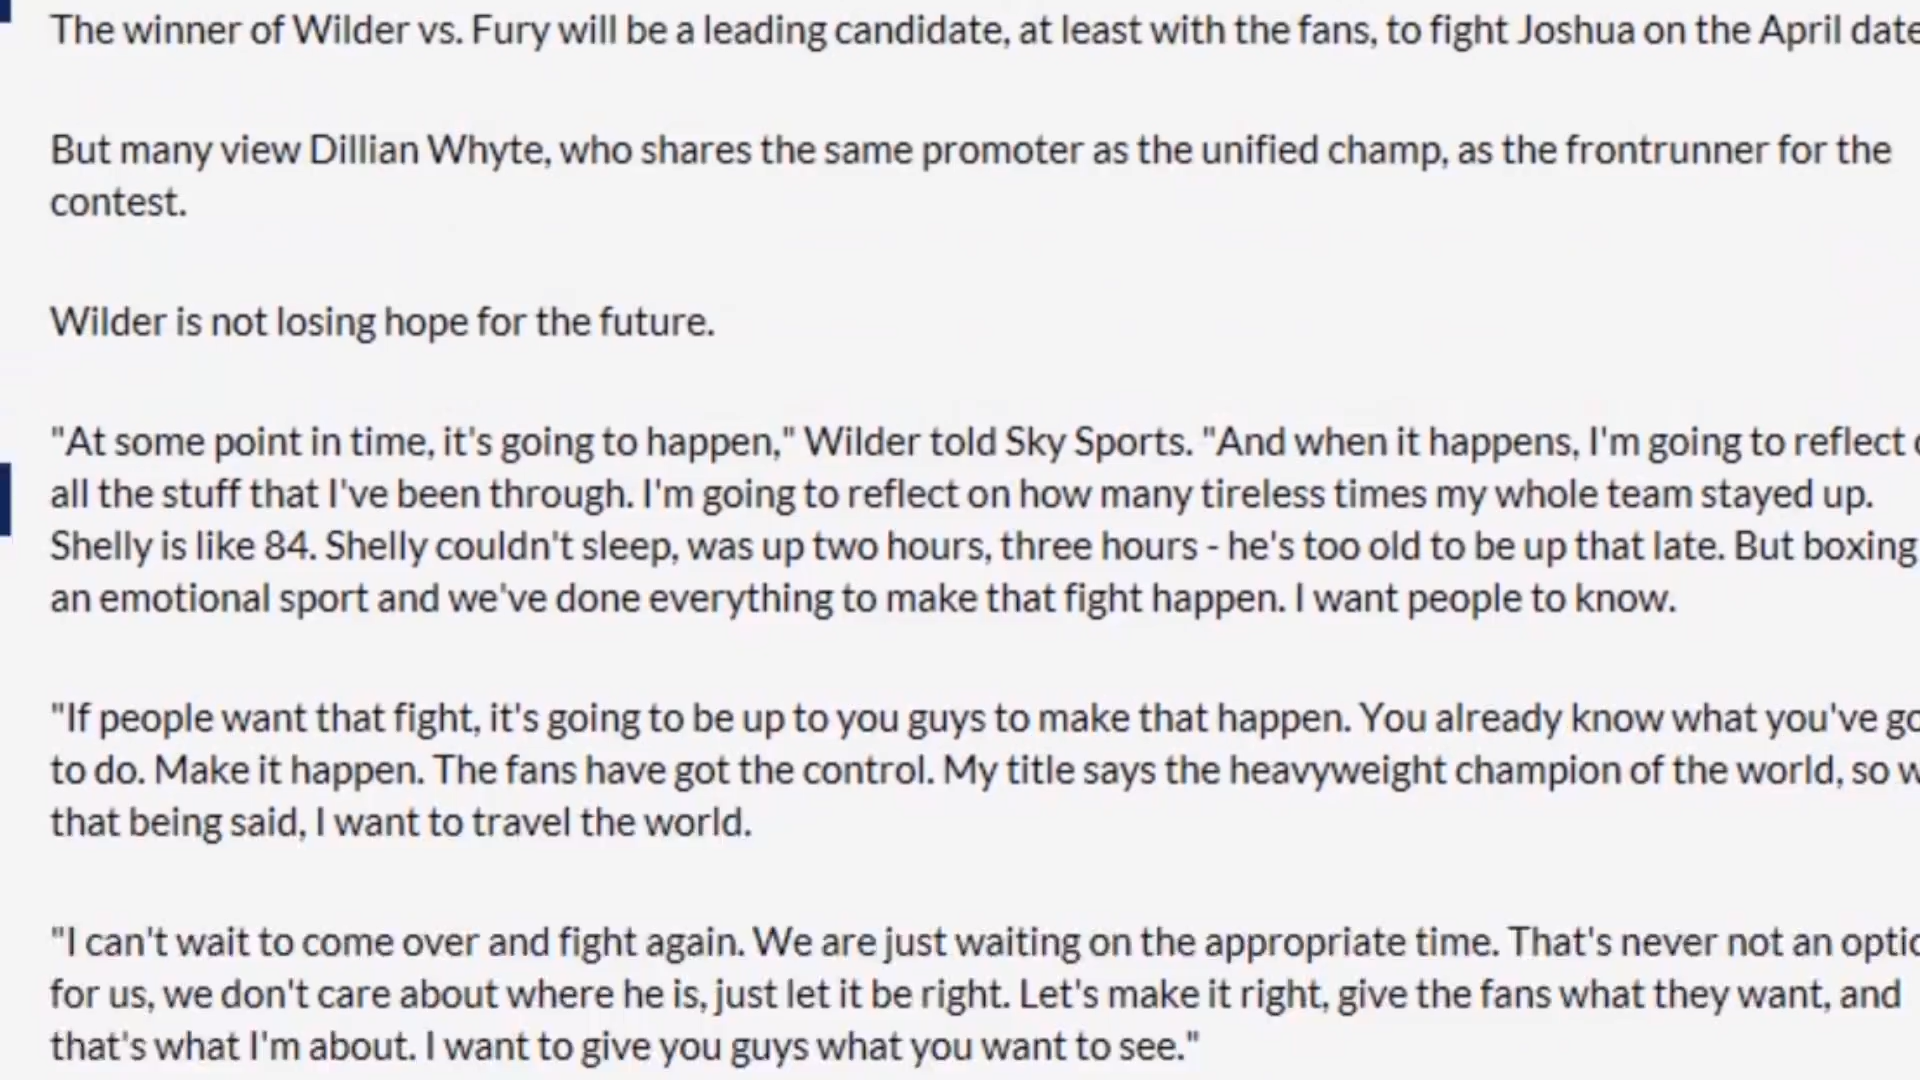 The winner of Wilder vs. Fury will be a leading candidate, at least with the fans, to fight Joshua on the April date
But many view Dillian Whyte, who shares the same promoter as the unified champ, as the frontrunner for the
contest.
Wilder is not losing hope for the future.
"At some point in time, it's going to happen," Wilder told Sky Sports. "And when it happens, I'm going to reflect
all the stuff that I've been through. I'm going to reflect on how many tireless times my whole team stayed up.
Shelly is like 84. Shelly couldn't sleep, was up two hours, three hours - he's too old to be up that late. But boxing
an emotional sport and we've done everything to make that fight happen. I want people to know.
"If people want that fight, it's going to be up to you guys to make that happen. You already know what you've go
to do. Make it happen. The fans have got the control. My title says the heavyweight champion of the world, so w
that being said, I want to travel the world.
"I can't wait to come over and fight again. We are just waiting on the appropriate time. That's never not an optio
for us, we don't care about where he is, just let it be right. Let's make it right, give the fans what they want, and
that's what I'm about. I want to give you guys what you want to see."